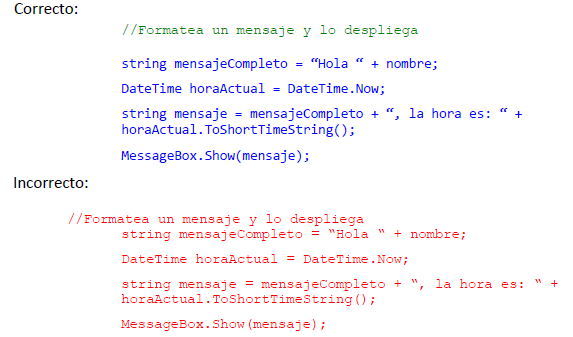 Correcto:
//Formatea un mensaje y lo despliega
string mensajeCompleto = “Hola “ + nombre;
DateTime horaActual = DateTime.Now;
string mensaje = mensajeCompleto + “, la hora es: “ +
horaActual.ToShortTimeString();
MessageBox.Show(mensaje);
Incorrecto:
//Formatea un mensaje y lo despliega
string mensajeCompleto = “Hola “ + nombre;
DateTime horaActual = DateTime.Now;
string mensaje = mensajeCompleto + “, la hora es: “ +
horaActual.ToShortTimeString();
MessageBox.Show(mensaje);